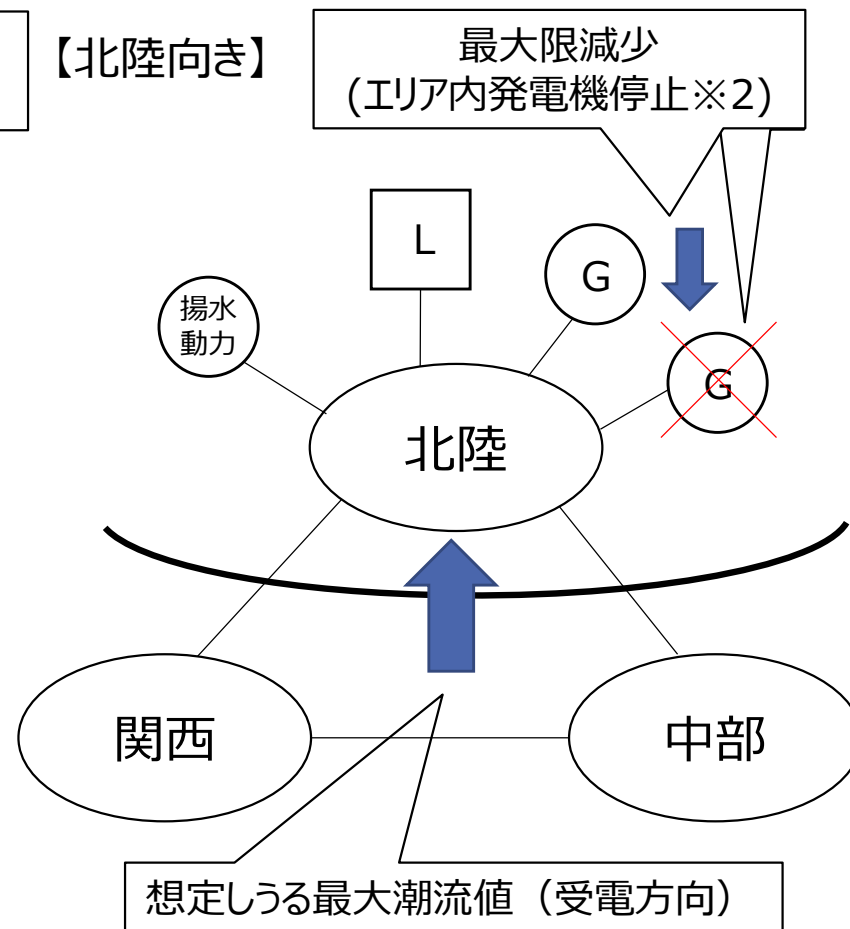 【北陸向き】
最大限減少
(エリア内発電機停止※2)
L
G
揚水
動力
G
北陸
関西
中部
想定しうる最大潮流値（受電方向）